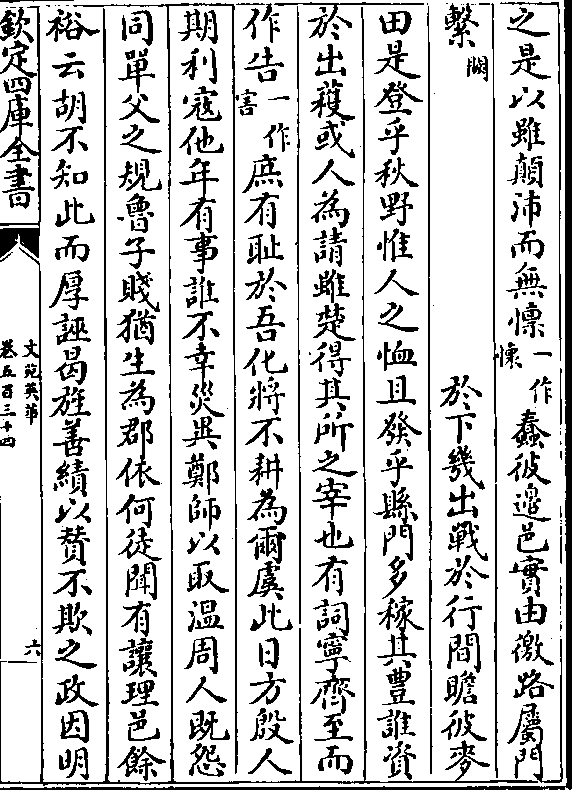 之是以雖顛沛而無懍一作懍蠢彼邊邑實由徼路屬門
繫闕於下幾出戰於行間瞻彼麥
田是登乎秋野惟人之恤且發乎縣門多稼其豐誰資
於出穫或人為請雖楚得其所之宰也有詞寧齊至而
作告一作害庶有恥於吾化將不耕為爾虞此日方殷人
期利寇他年有事誰不幸災異鄭師以取溫周人既怨
同單父之規魯子賤猶生為郡依何徒聞有讓理邑餘
裕云胡不知此而厚誣曷旌善績以贊不欺之政因明
欽定四庫全書
文苑英華
卷五百三十四
六